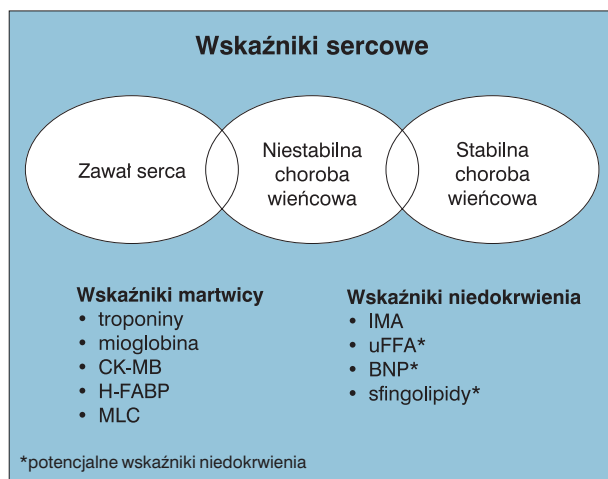 Wskaźniki sercowe
Zawał serca
Niestabilna
choroba
wieńcowa
Stabilna
choroba
wieńcowa
Wskaźniki martwicy
• troponiny
• mioglobina
• CK-MB
• H-FABP
• MLC
Wskaźniki niedokrwienia
• IMA
• uFFA*
• BNP*
• sfingolipidy*
*potencjalne wskaźniki niedokrwienia